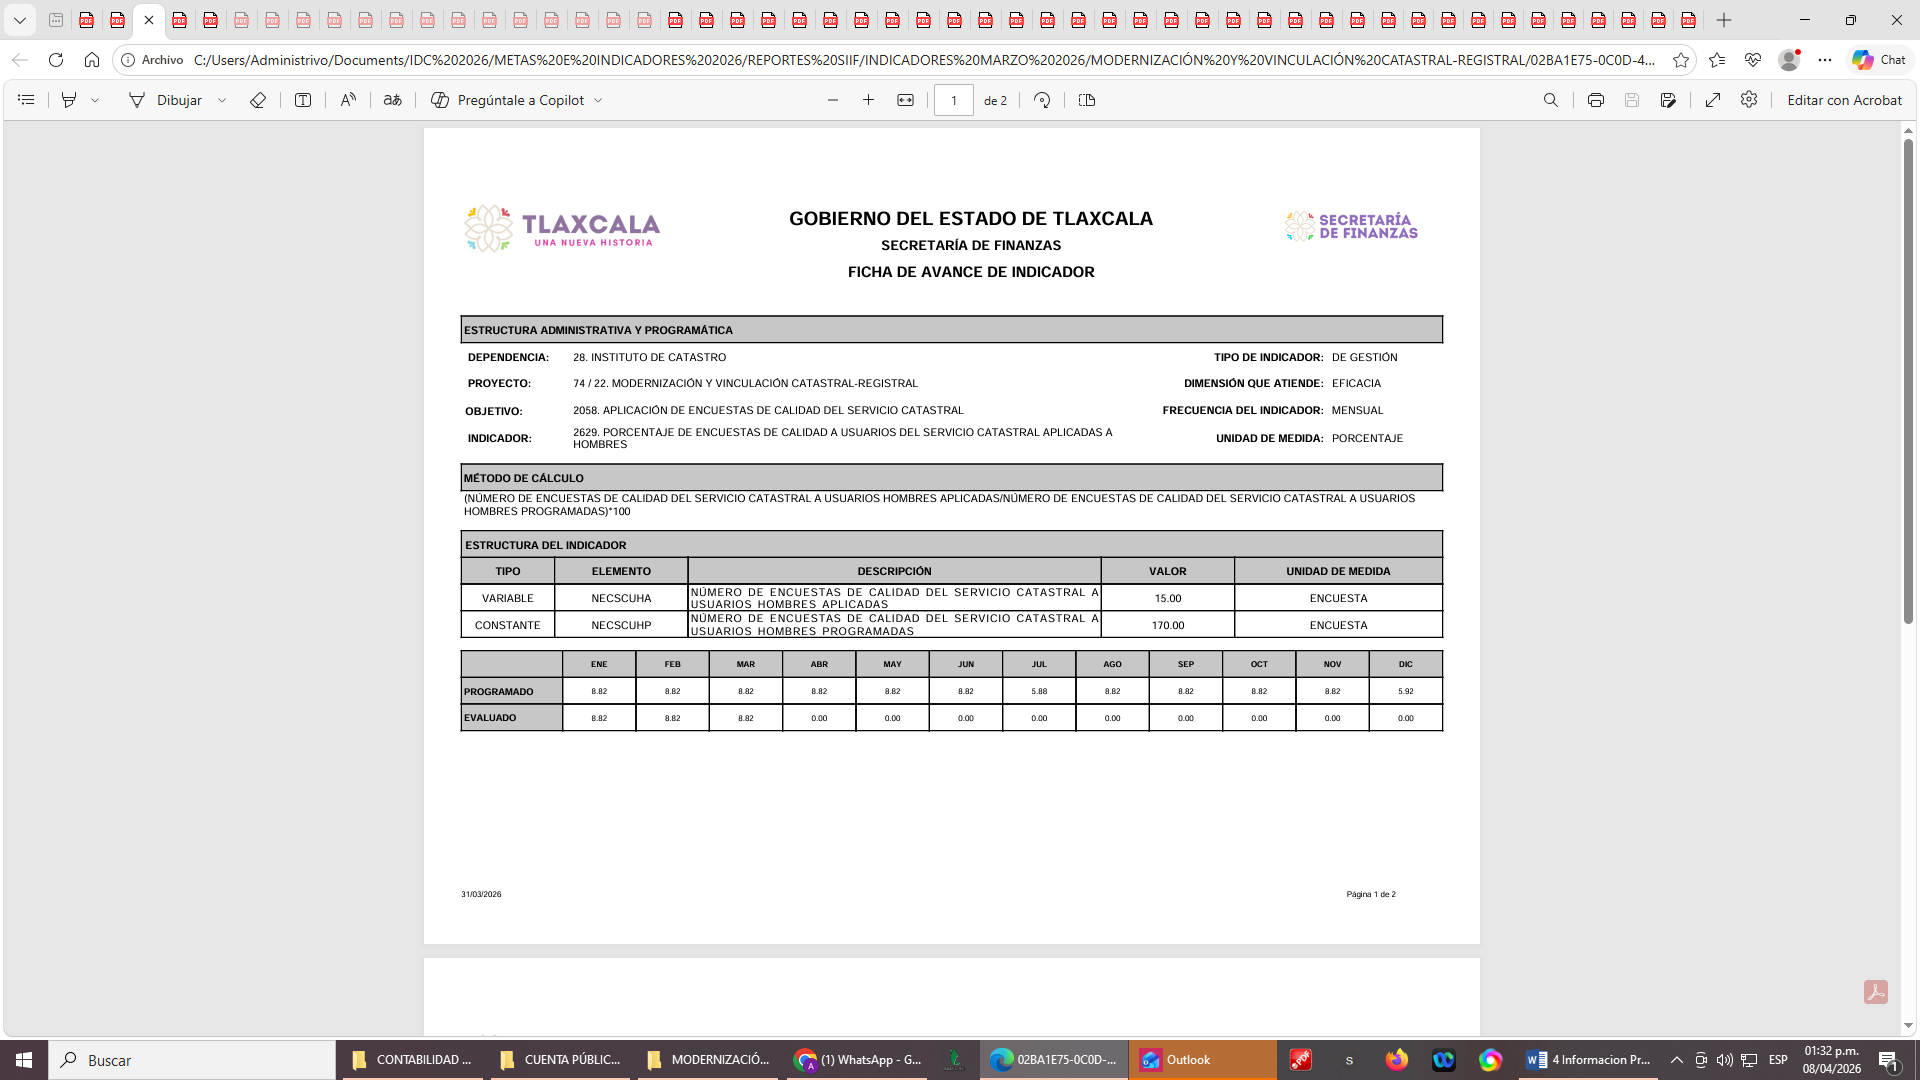 Archivo C:/Users/Administrivo/Documents/IDC%202026/METAS%20E%20INDICADORES%202026/REPORTES%20SIIF/INDICADORES%20MARZO%202026/MODERNIZACIÓN%20Y%20VINCULACIÓN%20CATASTRAL-REGISTRAL/02BA1E75-0C0D-4... Chat
Dibujar Pregúntale a Copilot 1 de 2 Editar con Acrobat
TLAXCALA
UNA NUEVA HISTORIA
GOBIERNO DEL ESTADO DE TLAXCALA
SECRETARÍA DE FINANZAS
FICHA DE AVANCE DE INDICADOR
SECRETARÍA
DE FINANZAS
ESTRUCTURA ADMINISTRATIVA Y PROGRAMÁTICA
DEPENDENCIA: 28. INSTITUTO DE CATASTRO TIPO DE INDICADOR: DE GESTIÓN
PROYECTO: 74 / 22. MODERNIZACIÓN Y VINCULACIÓN CATASTRAL-REGISTRAL DIMENSIÓN QUE ATIENDE: EFICACIA
OBJETIVO: 2058. APLICACIÓN DE ENCUESTAS DE CALIDAD DEL SERVICIO CATASTRAL FRECUENCIA DEL INDICADOR: MENSUAL
INDICADOR: 2629. PORCENTAJE DE ENCUESTAS DE CALIDAD A USUARIOS DEL SERVICIO CATASTRAL APLICADAS A
HOMBRES UNIDAD DE MEDIDA: PORCENTAJE
MÉTODO DE CÁLCULO
(NÚMERO DE ENCUESTAS DE CALIDAD DEL SERVICIO CATASTRAL A USUARIOS HOMBRES APLICADAS/NÚMERO DE ENCUESTAS DE CALIDAD DEL SERVICIO CATASTRAL A USUARIOS
HOMBRES PROGRAMADAS)*100
ESTRUCTURA DEL INDICADOR
TIPO ELEMENTO DESCRIPCIÓN VALOR UNIDAD DE MEDIDA
VARIABLE NECSCUHA NÚMERO DE ENCUESTAS DE CALIDAD DEL SERVICIO CATASTRAL A
USUARIOS HOMBRES APLICADAS 15.00 ENCUESTA
CONSTANTE NECSCUHP NÚMERO DE ENCUESTAS DE CALIDAD DEL SERVICIO CATASTRAL A
USUARIOS HOMBRES PROGRAMADAS 170.00 ENCUESTA
ENE FEB MAR ABR MAY JUN JUL AGO SEP OCT NOV DIC
PROGRAMADO 8.82 8.82 8.82 8.82 8.82 8.82 5.88 8.82 8.82 8.82 8.82 5.92
EVALUADO 8.82 8.82 8.82 0.00 0.00 0.00 0.00 0.00 0.00 0.00 0.00 0.00
31/03/2026 Página 1 de 2
Buscar CONTABILIDAD ... CUENTA PÚBLIC... MODERNIZACIÓ... (1) WhatsApp - G... 02BA1E75-0C0D-... Outlook 4 Informacion Pr... ESP 01:32 p.m.
08/04/2026